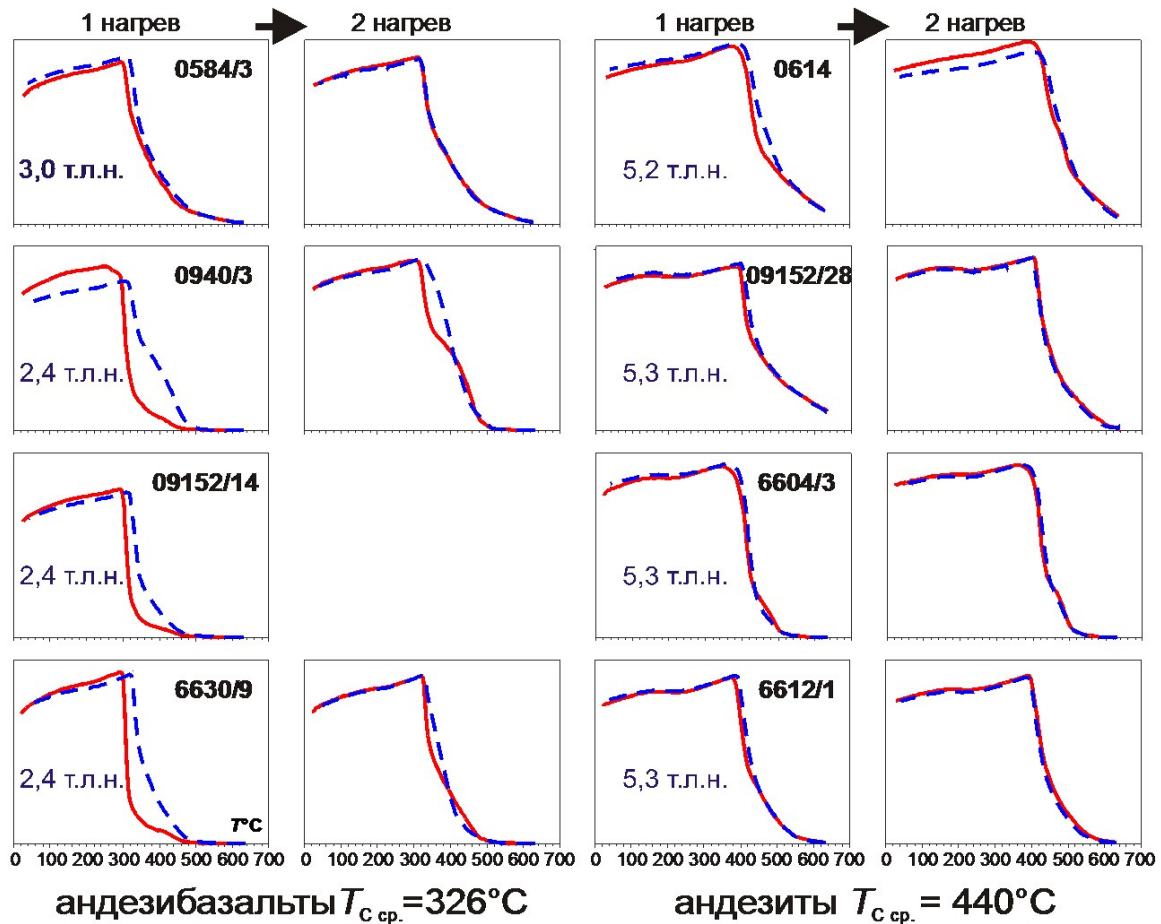 1 нагрев
2 нагрев
1 нагрев
2 нагрев
0584/3
3,0 т.л.н.
0614
5,2 т.л.н.
0940/3
2,4 т.л.н.
09152/28
5,3 т.л.н.
09152/14
2,4 т.л.н.
6604/3
5,3 т.л.н.
6630/9
2,4 т.л.н.
T°C
6612/1
5,3 т.л.н.
0 100 200 300 400 500 600 700
0 100 200 300 400 500 600 700
0 100 200 300 400 500 600 700
0 100 200 300 400 500 600 700
андезибазальты T C ср.=326°C
андезиты T C ср. = 440°C